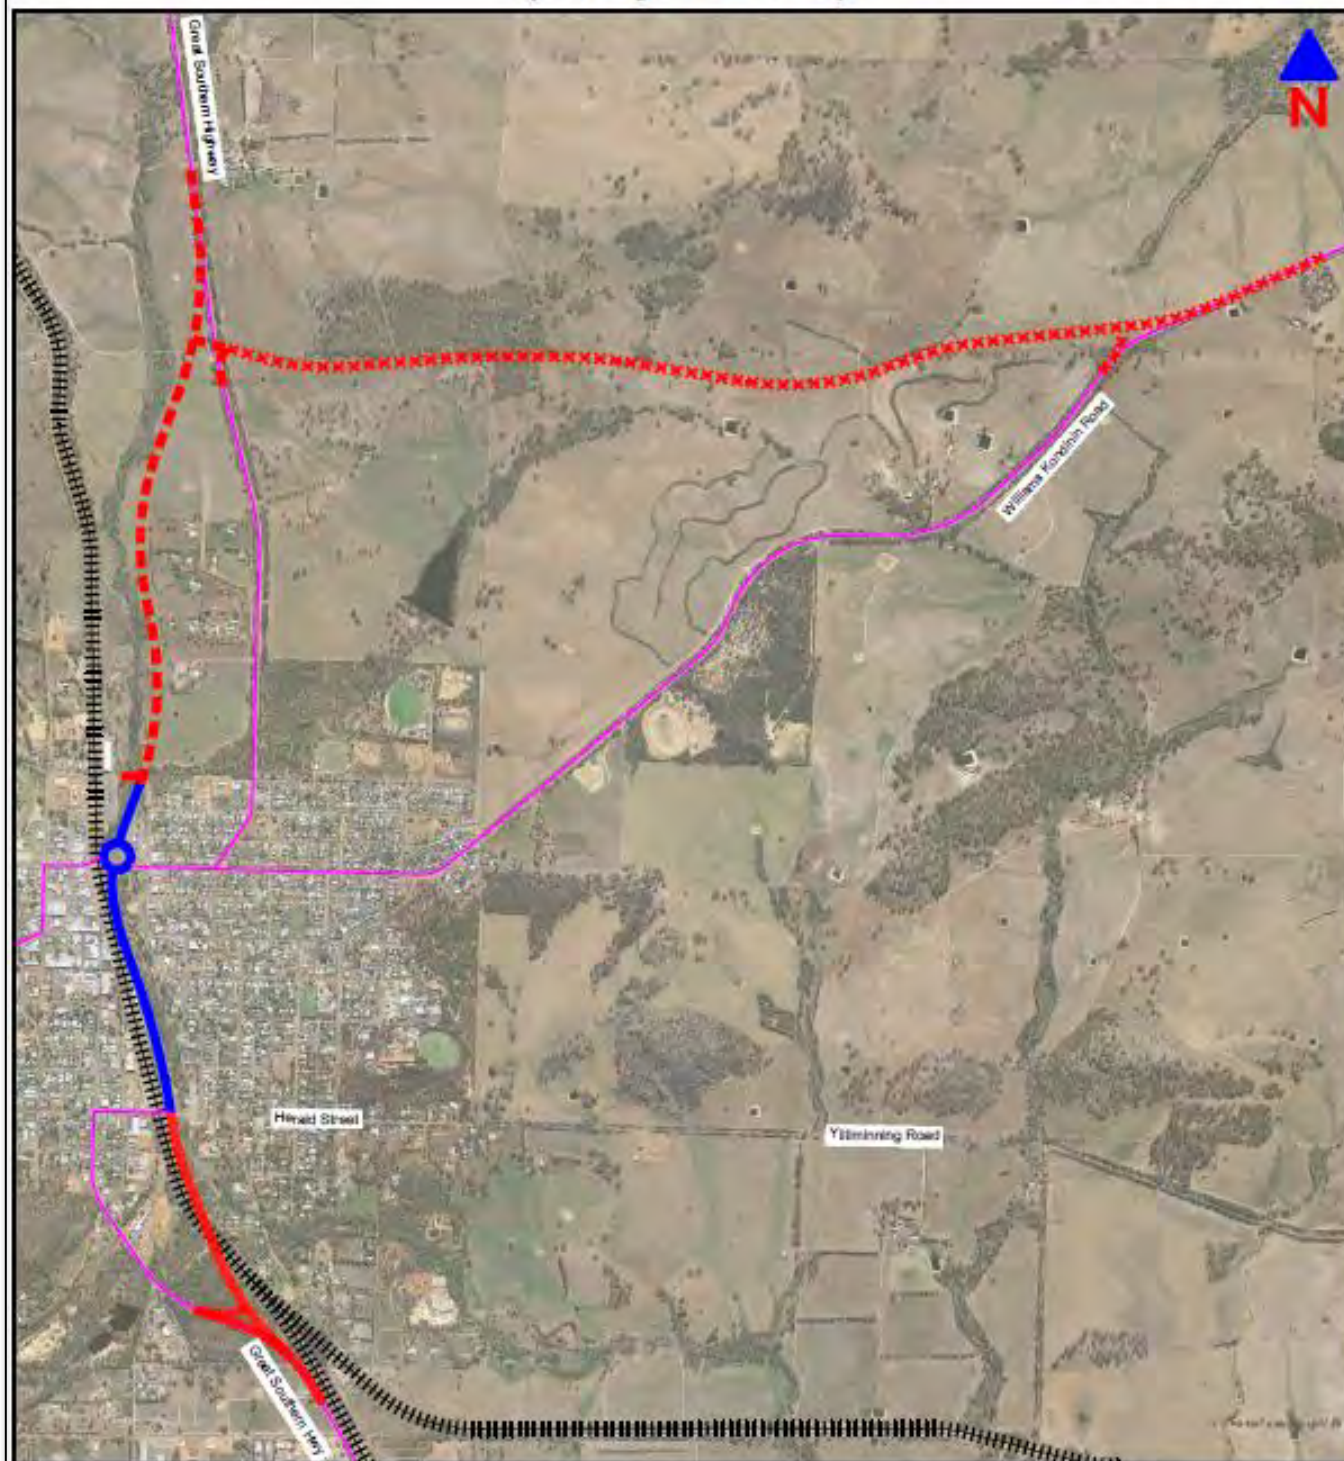 Great Southern Highway
N
Williams Kondinin Road
Herald Street
Yilliminning Road
Great Southern Hwy